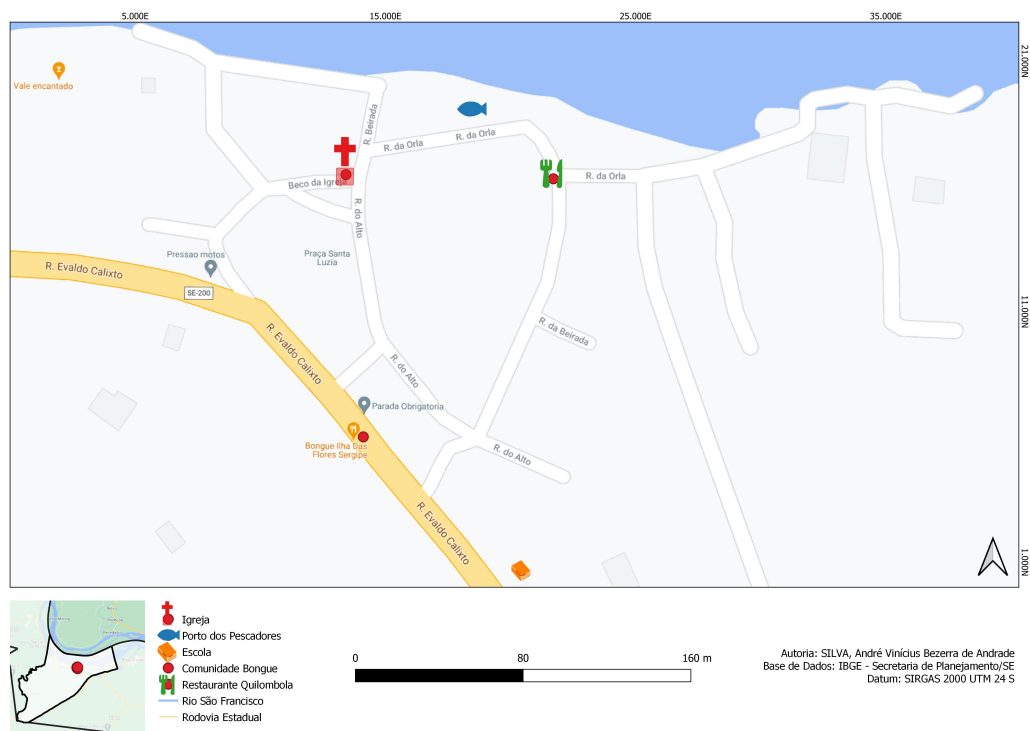 5.000E
15.000E
25.000E
35.000E
21.000N
Vale encantado
R. Beirada
R. da Orla
R. da Orla
Beco da Igreja
R. da Orla
R. do Alto
Pressao motos
Praça Santa
Luzia
R. Evaldo Calixto
SE-200
11.000N
R. da Beirada
R. Evaldo Calixto
R. do Alto
Parada Obrigatoria
Bongue Ilha Das
Flores Sergipe
R. do Alto
R. Evaldo Calixto
1.000N
Igreja
Porto dos Pescadores
Escola
Comunidade Bongue
Restaurante Quilombola
Rio São Francisco
Rodovia Estadual
0
80
160 m
Autoria: SILVA, André Vinícius Bezerra de Andrade
Base de Dados: IBGE - Secretaria de Planejamento/SE
Datum: SIRGAS 2000 UTM 24 S